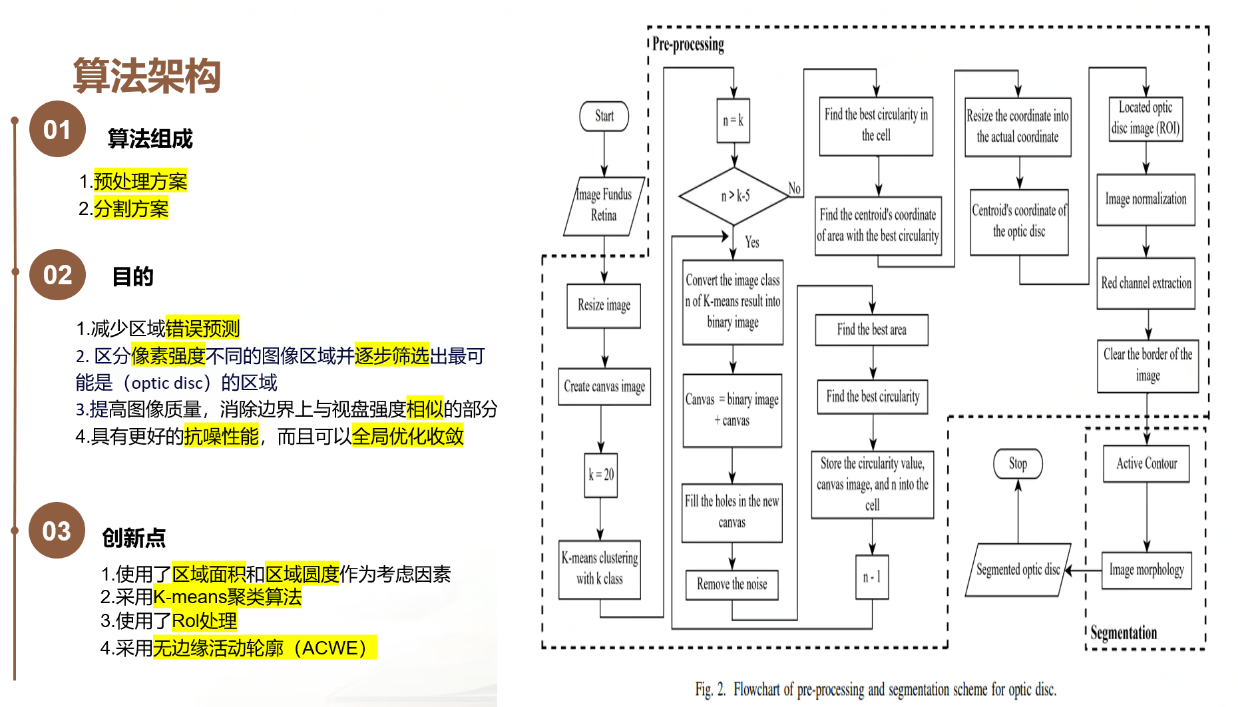 算法架构
01
算法组成
1.预处理方案
2.分割方案
02
目的
1.减少区域错误预测
2. 区分像素强度不同的图像区域并逐步筛选出最可
能是（optic disc）的区域
3.提高图像质量，消除边界上与视盘强度相似的部分
4.具有更好的抗噪性能，而且可以全局优化收敛
03
创新点
1.使用了区域面积和区域圆度作为考虑因素
2.采用K-means聚类算法
3.使用了RoI处理
4.采用无边缘活动轮廓（ACWE）
Pre-processing
Start
Image Fundus
Retina
Resize image
Create canvas image
k = 20
K-means clustering
with k class
n = k
n > k-5
No
Yes
Convert the image class
n of K-means result into
binary image
Canvas = binary image
+ canvas
Fill the holes in the new
canvas
Remove the noise
Find the best circularity in
the cell
Find the centroid's coordinate
of area with the best circularity
Find the best area
Find the best circularity
Store the circularity value,
canvas image, and n into the
cell
n - 1
Resize the coordinate into
the actual coordinate
Centroid's coordinate of
the optic disc
Located optic
disc image (ROI)
Image normalization
Red channel extraction
Clear the border of the
image
Active Contour
Image morphology
Segmentation
Segmented optic disc
Stop
Fig. 2. Flowchart of pre-processing and segmentation scheme for optic disc.